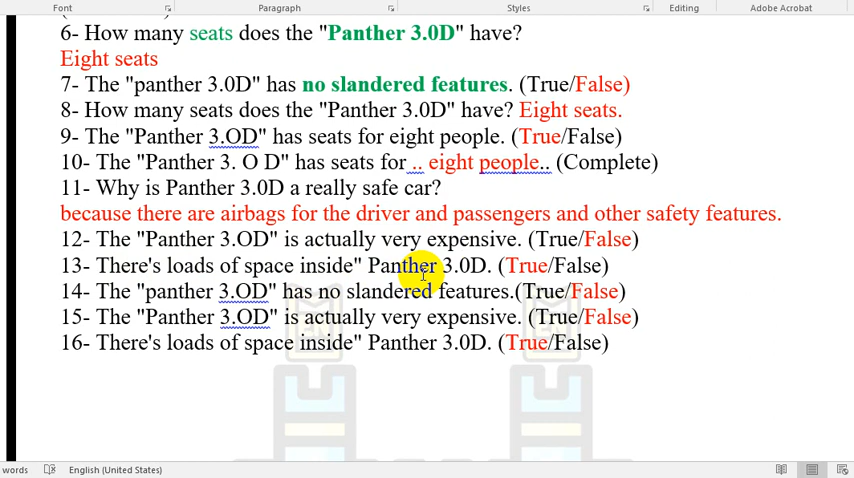 Font Paragraph Styles Editing Adobe Acrobat
6- How many seats does the "Panther 3.0D" have?
Eight seats
7- The "panther 3.0D" has no slandered features. (True/False)
8- How many seats does the "Panther 3.0D" have? Eight seats.
9- The "Panther 3.OD" has seats for eight people. (True/False)
10- The "Panther 3. O D" has seats for .. eight people.. (Complete)
11- Why is Panther 3.0D a really safe car?
because there are airbags for the driver and passengers and other safety features.
12- The "Panther 3.OD" is actually very expensive. (True/False)
13- There's loads of space inside" Panther 3.0D. (True/False)
14- The "panther 3.OD" has no slandered features.(True/False)
15- The "Panther 3.OD" is actually very expensive. (True/False)
16- There's loads of space inside" Panther 3.0D. (True/False)
words English (United States)